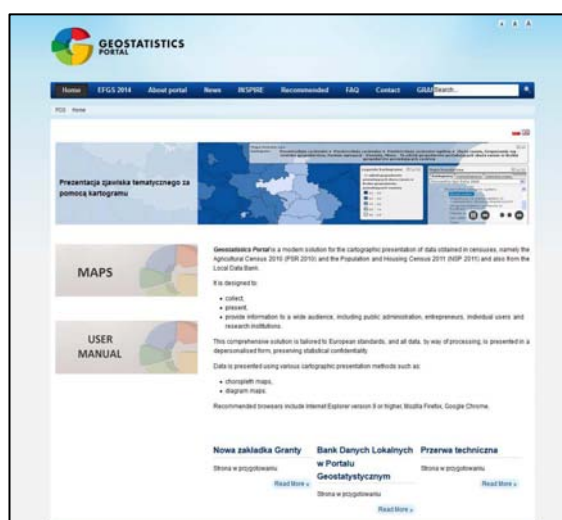 A A A
GEOSTATISTICS
PORTAL
Home EFGS 2014 About portal News INSPIRE Recommended FAQ Contact Search...
PGS Home
Prezentacja zjawiska tematycznego za
pomocą kartogramu
MAPS
USER
MANUAL
Geostatistics Portal is a modern solution for the cartographic presentation of data obtained in censuses, namely the
Agricultural Census 2010 (PSR 2010) and the Population and Housing Census 2011 (NSP 2011) and also from the
Local Data Bank.
It is designed to:
• collect,
• present,
• provide information to a wide audience, including public administration, entrepreneurs, individual users and
research institutions.
This comprehensive solution is tailored to European standards, and all data, by way of processing, is presented in a
depersonalised form, preserving statistical confidentiality.
Data is presented using various cartographic presentation methods such as:
• choropleth maps,
• diagram maps.
Recommended browsers include Internet Explorer version 8 or higher, Mozilla Firefox, Google Chrome.
Nowa zakładka Granty
Strona w przygotowaniu
Read More »
Bank Danych Lokalnych
w Portalu
Geostatystycznym
Strona w przygotowaniu
Read More »
Przerwa techniczna
Strona w przygotowaniu
Read More »